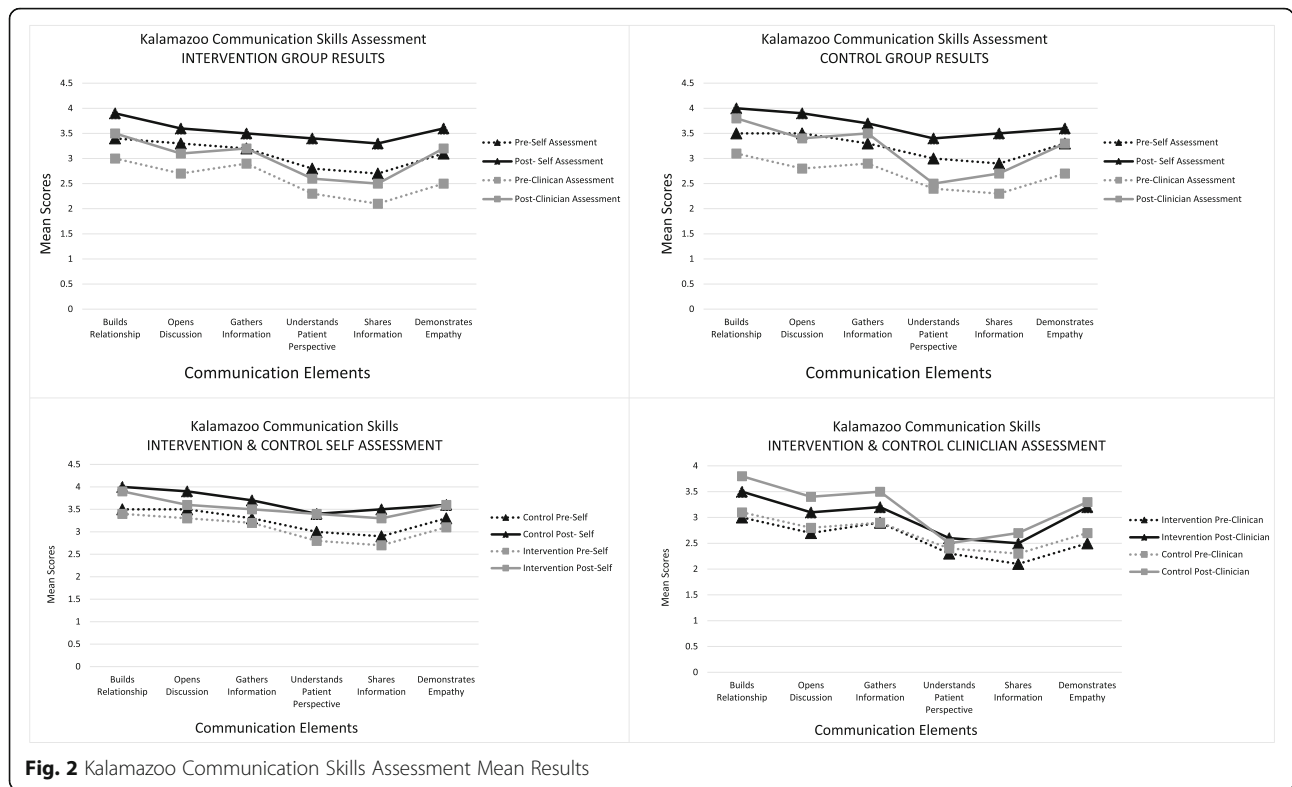 Kalamazoo Communication Skills Assessment
INTERVENTION GROUP RESULTS
4.5
4
3.5
3
2.5
2
1.5
1
0.5
0
Mean Scores
Builds Relationship
Opens Discussion
Gathers Information
Understands Patient Perspective
Shares Information
Demonstrates Empathy
Communication Elements
Pre-Self Assessment
Post- Self Assessment
Pre-Clinican Assessment
Post-Clinician Assessment
Kalamazoo Communication Skills Assessment
CONTROL GROUP RESULTS
4.5
4
3.5
3
2.5
2
1.5
1
0.5
0
Mean Scores
Builds Relationship
Opens Discussion
Gathers Information
Understands Patient Perspective
Shares Information
Demonstrates Empathy
Communication Elements
Pre-Self Assessment
Post- Self Assessment
Pre-Clinican Assessment
Post-Clinician Assessment
Kalamazoo Communication Skills
INTERVENTION & CONTROL SELF ASSESSMENT
4.5
4
3.5
3
2.5
2
1.5
1
0.5
0
Mean Scores
Builds Relationship
Opens Discussion
Gathers Information
Understands Patient Perspective
Shares Information
Demonstrates Empathy
Communication Elements
Control Pre-Self
Control Post- Self
Intervention Pre-Self
Intervention Post-Self
Kalamazoo Communication Skills
INTERVENTION & CONTROL CLINICLIAN ASSESSMENT
4
3.5
3
2.5
2
1.5
1
0.5
0
Mean Scores
Builds Relationship
Opens Discussion
Gathers Information
Understands Patient Perspective
Shares Information
Demonstrates Empathy
Communication Elements
Intervention Pre-Clinican
Intrevention Post-Clinician
Control Pre-Clinican
Control Post-Clinician
Fig. 2 Kalamazoo Communication Skills Assessment Mean Results